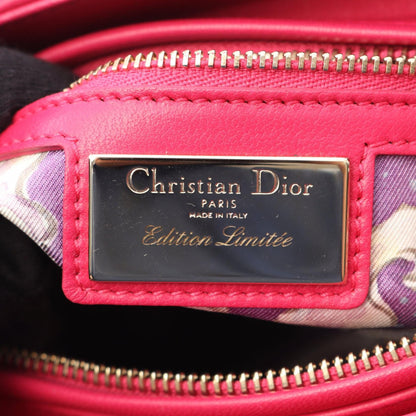 Christian Dior
PARIS
MADE IN ITALY
Edition Limitée